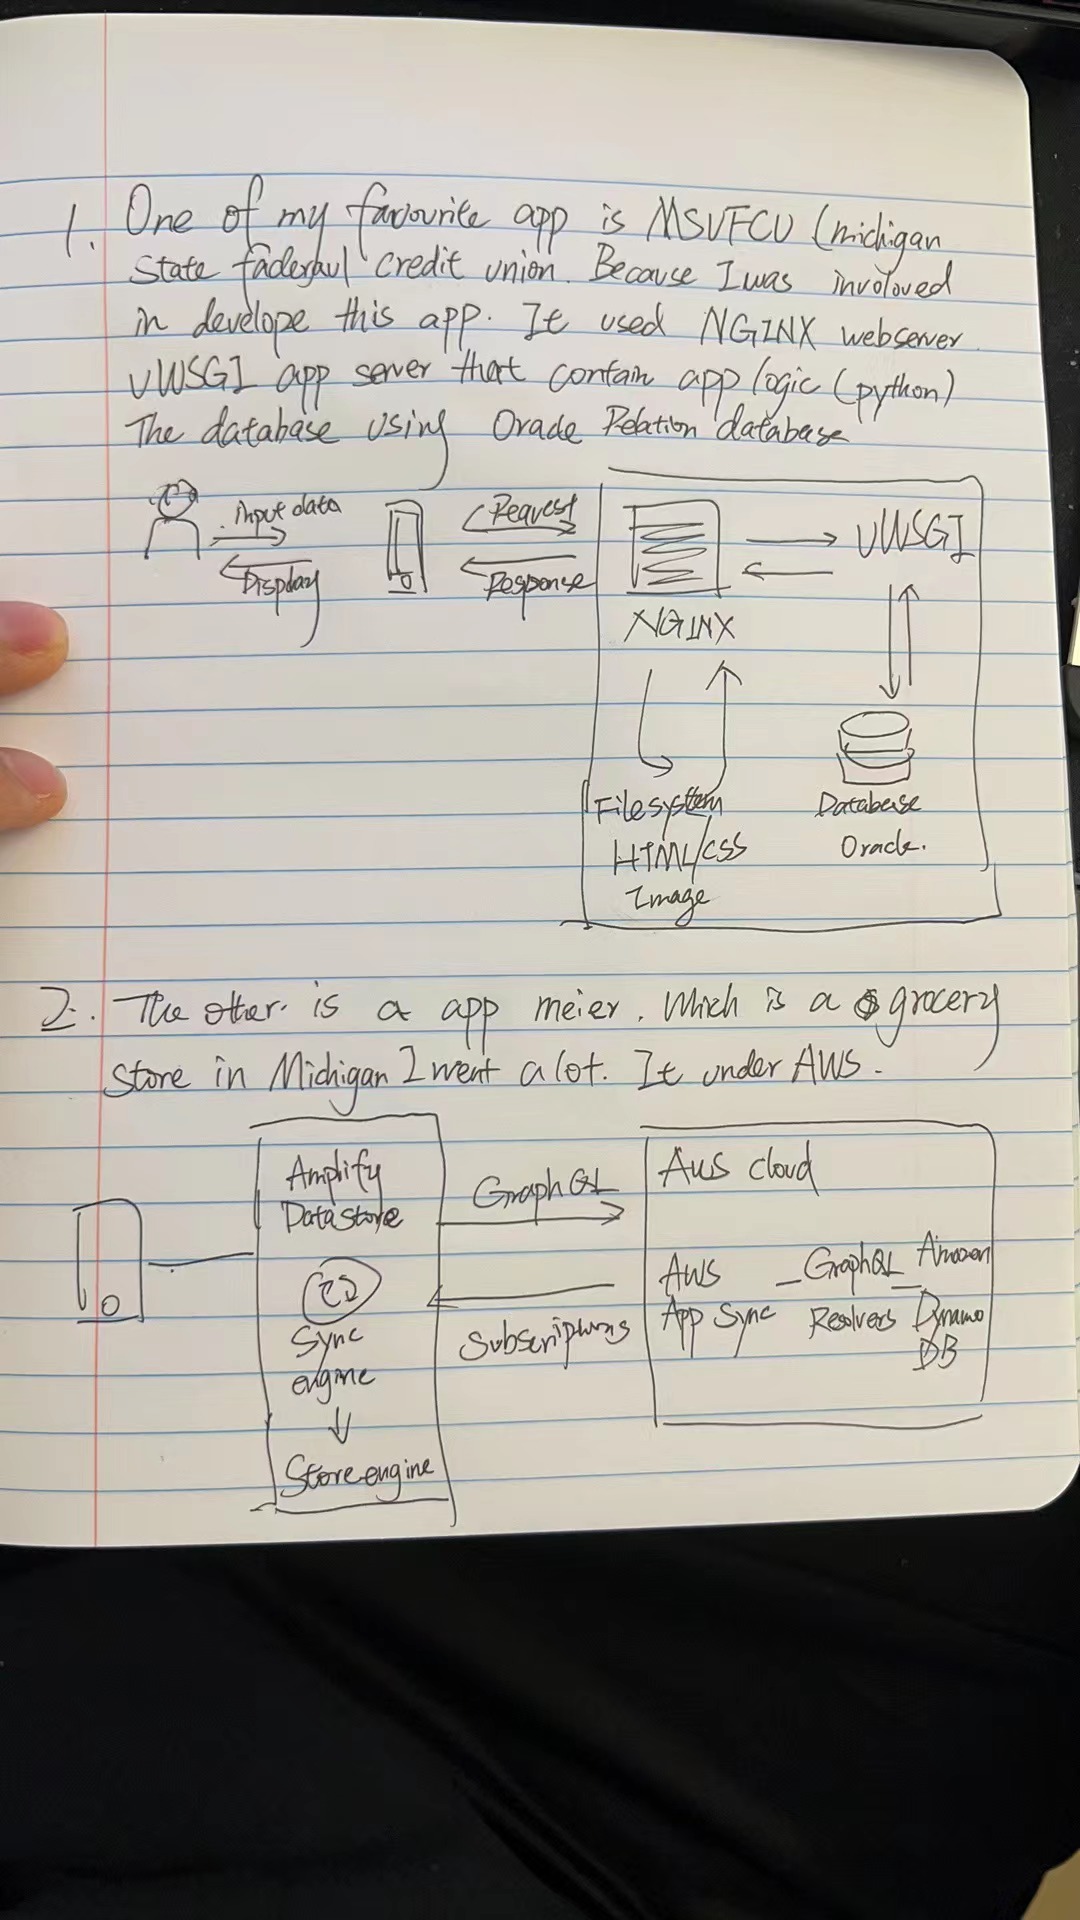 1. One of my favourite app is MSUFCU (michigan
State faderaul credit union. Because I was involoved
in develope this app. It used NGINX webserver.
UWSGI app server that contain app logic (python)
The database using Oracle Relation database
input data
Display
Request
Response
NGINX
UWSGI
Filesystem
HTML/CSS
Image
Database
Oracle.
2. The other. is a app meier. Which is a grocery
store in Michigan I went a lot. It under AWS.
Amplify
Datastore
Sync
engine
Store engine
GraphQL
Subscriptions
AWS cloud
AWS
App Sync
GraphQL
Resolvers
Amazon
Dynamo
DB